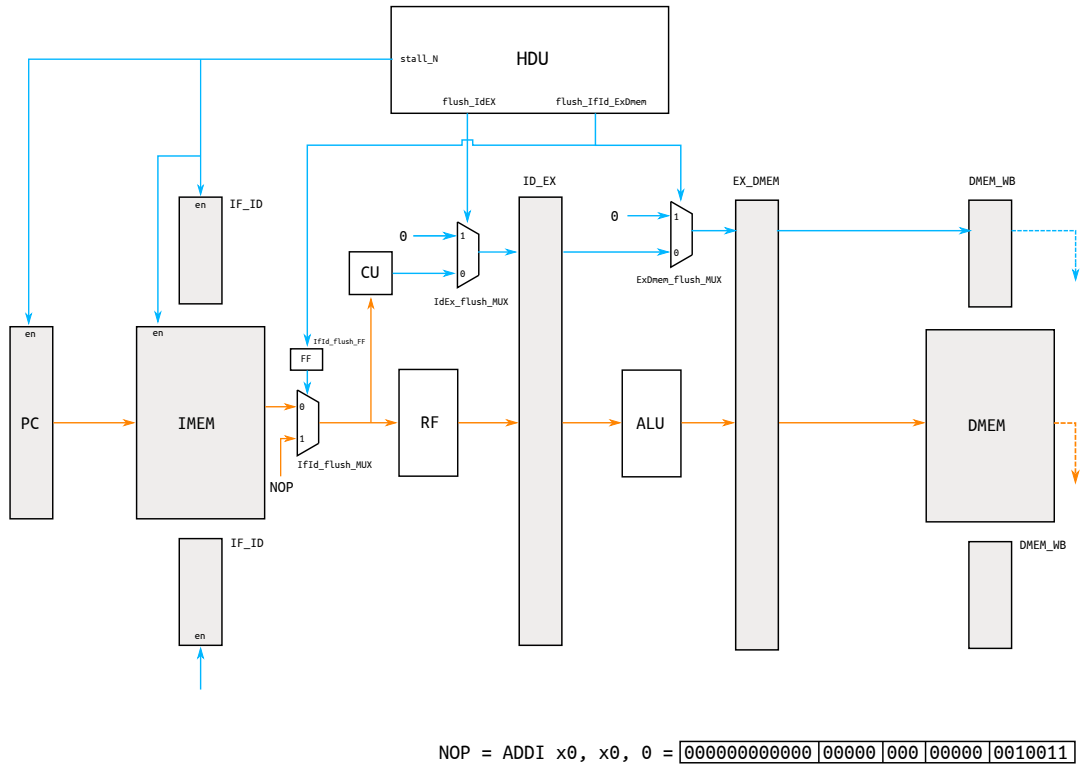 HDU
stall_N
flush_IdEX
flush_IfId_ExDmem
ID_EX
EX_DMEM
DMEM_WB
en
IF_ID
0
1
0
0
1
0
CU
IdEx_flush_MUX
ExDmem_flush_MUX
en
en
IfId_flush_FF
FF
PC
IMEM
0
1
RF
ALU
DMEM
IfId_flush_MUX
NOP
IF_ID
DMEM_WB
en
NOP = ADDI x0, x0, 0 = 000000000000 00000 000 00000 0010011